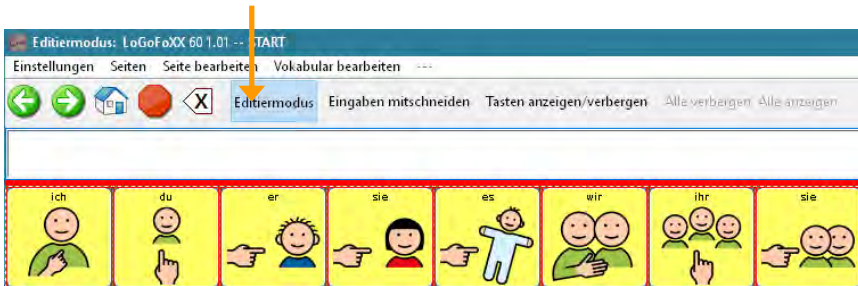 Editiermodus: LoGoFoXX 60 1.01 -- START
Einstellungen Seiten Seite bearbeiten Vokabular bearbeiten ---
X Editiermodus Eingaben mitschneiden Tasten anzeigen/verbergen Alle verbergen Alle anzeigen
ich du er sie es wir ihr sie